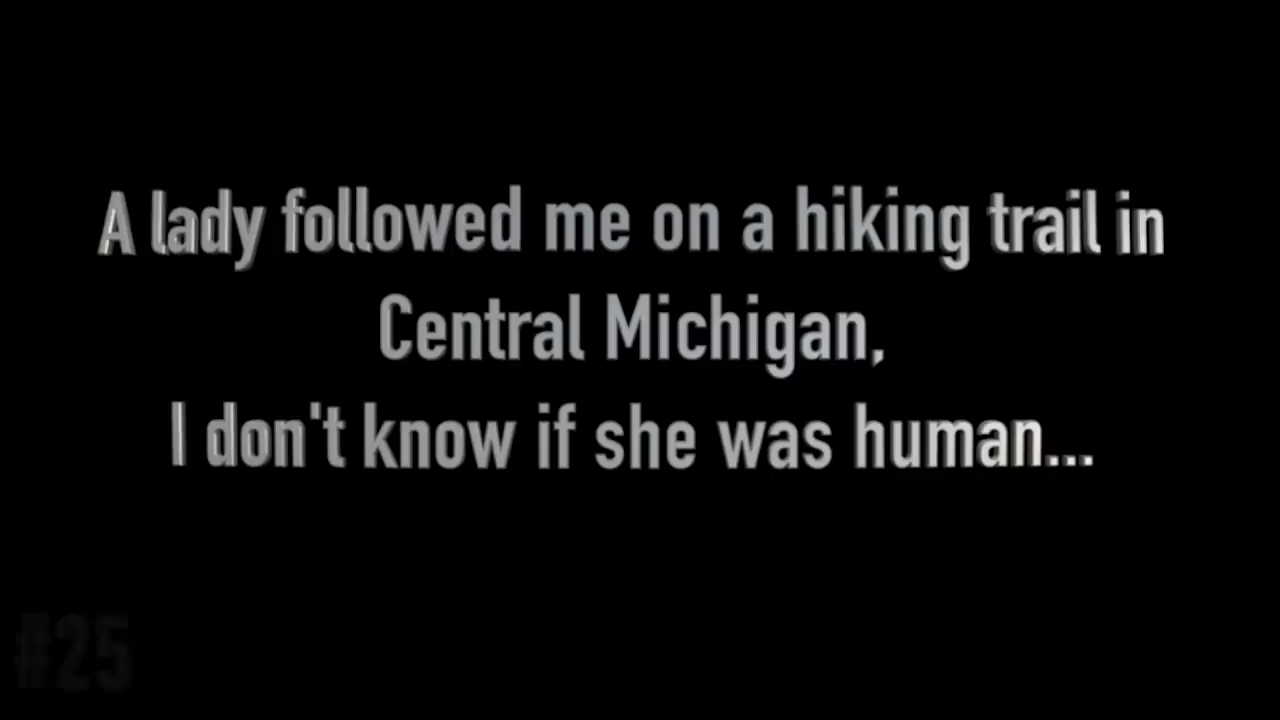 A lady followed me on a hiking trail in
Central Michigan,
I don't know if she was human...
#25